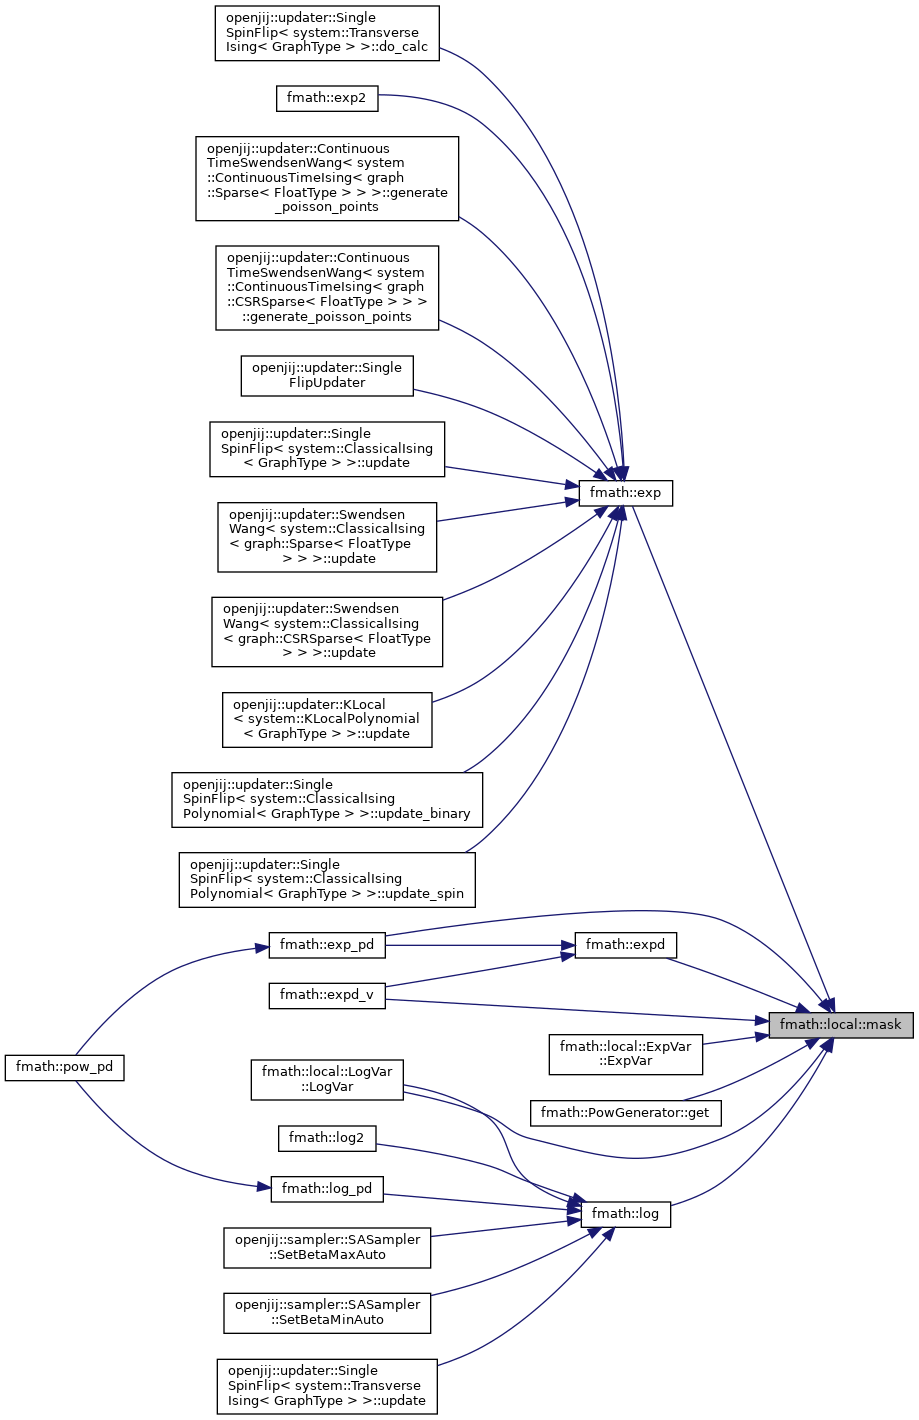 openjij::updater::Single
SpinFlip< system::Transverse
Ising< GraphType > >::do_calc
fmath::exp2
openjij::updater::Continuous
TimeSwendsenWang< system
::ContinuousTimeIsing< graph
::Sparse< FloatType > > >::generate
_poisson_points
openjij::updater::Continuous
TimeSwendsenWang< system
::ContinuousTimeIsing< graph
::CSRSparse< FloatType > > >
::generate_poisson_points
openjij::updater::Single
FlipUpdater
openjij::updater::Single
SpinFlip< system::ClassicalIsing
< GraphType > >::update
fmath::exp
openjij::updater::Swendsen
Wang< system::ClassicalIsing
< graph::Sparse< FloatType
> > >::update
openjij::updater::Swendsen
Wang< system::ClassicalIsing
< graph::CSRSparse< FloatType
> > >::update
openjij::updater::KLocal
< system::KLocalPolynomial
< GraphType > >::update
openjij::updater::Single
SpinFlip< system::ClassicalIsing
Polynomial< GraphType > >::update_binary
openjij::updater::Single
SpinFlip< system::ClassicalIsing
Polynomial< GraphType > >::update_spin
fmath::exp_pd
fmath::expd
fmath::expd_v
fmath::local::mask
fmath::local::ExpVar
::ExpVar
fmath::pow_pd
fmath::local::LogVar
::LogVar
fmath::PowGenerator::get
fmath::log2
fmath::log_pd
fmath::log
openjij::sampler::SASampler
::SetBetaMaxAuto
openjij::sampler::SASampler
::SetBetaMinAuto
openjij::updater::Single
SpinFlip< system::Transverse
Ising< GraphType > >::update